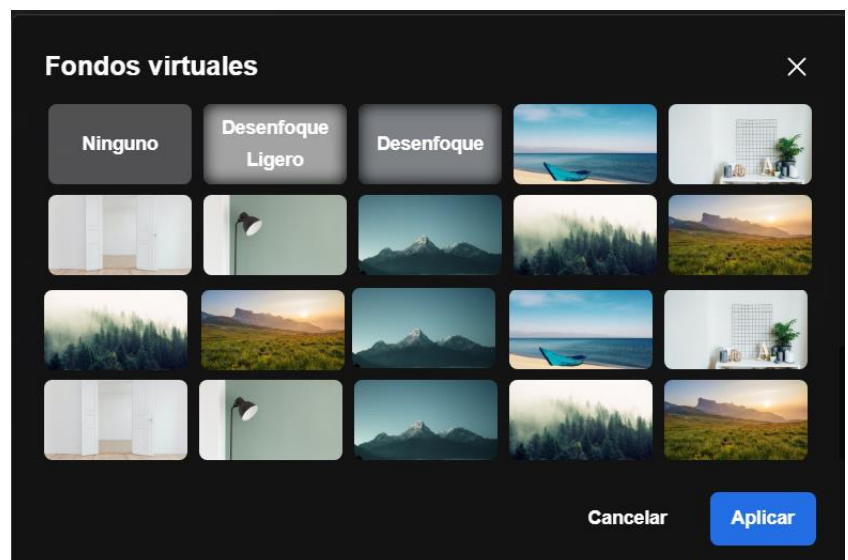 Fondos virtuales
Ninguno
Desenfoque
Ligero
Desenfoque
Cancelar
Aplicar